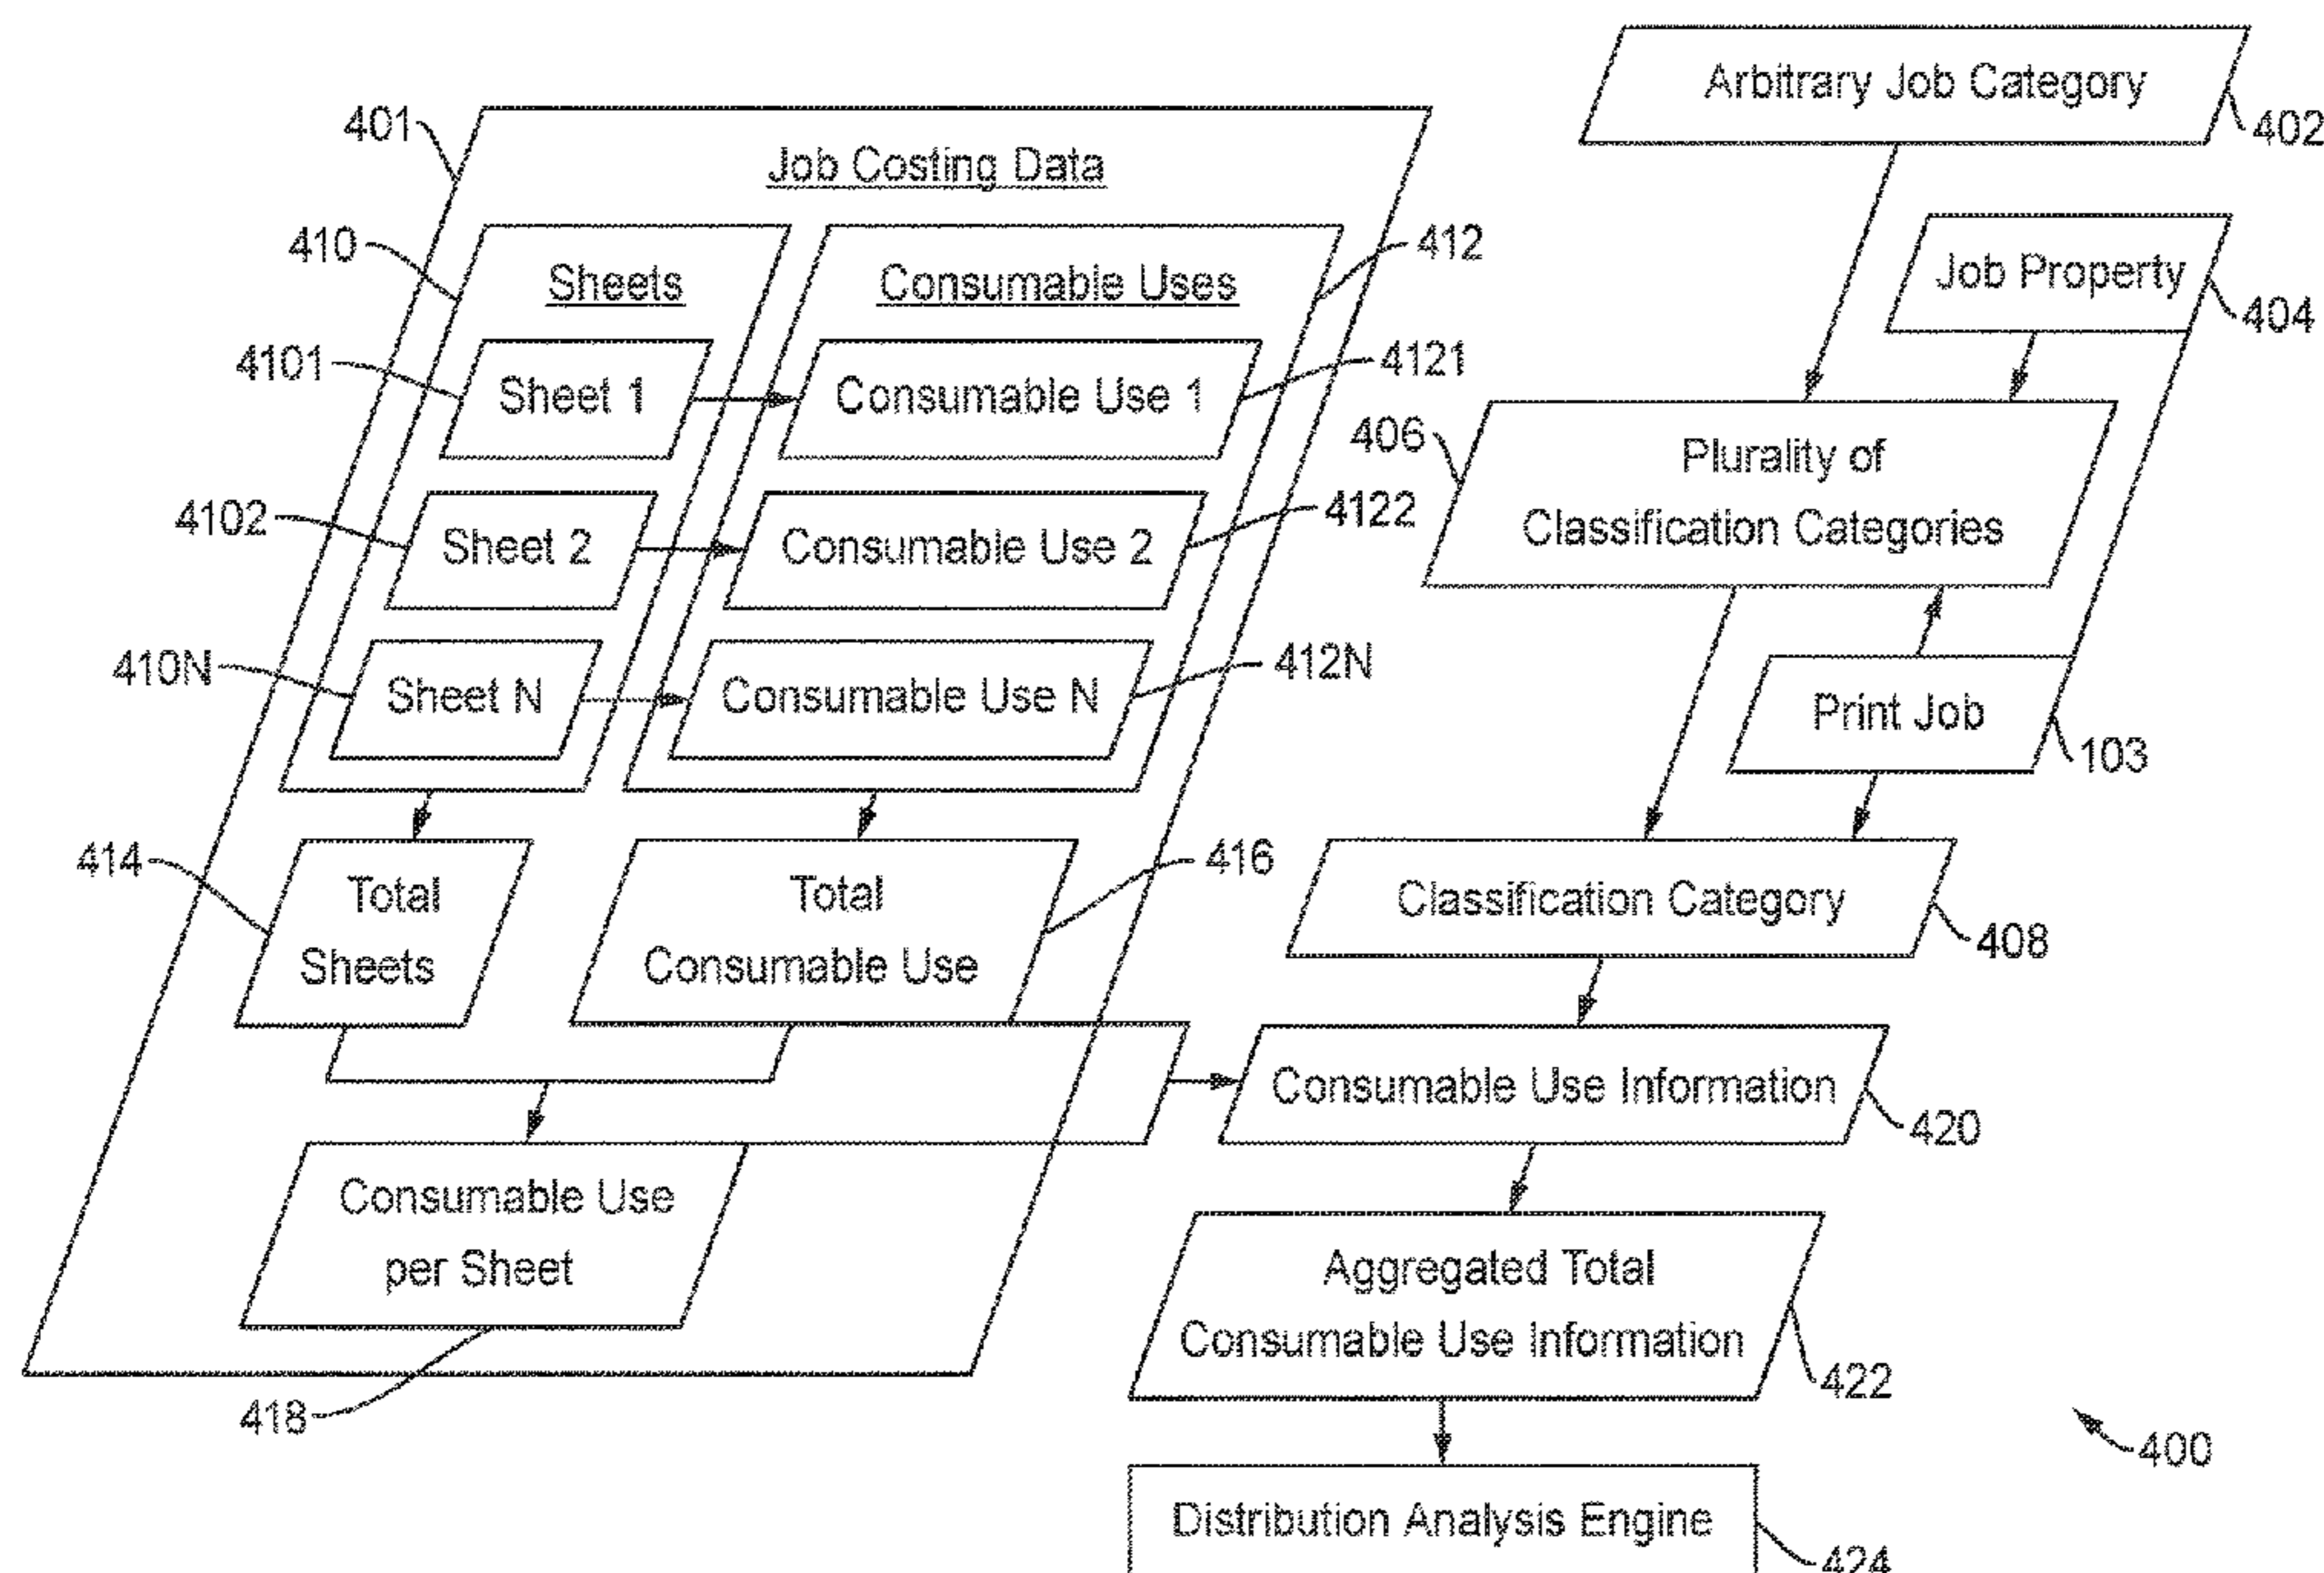 Arbitrary Job Category
402
401
Job Costing Data
410
Sheets
Consumable Uses
412
Job Property
404
4101
Sheet 1
Consumable Use 1
4121
406
Plurality of
Classification Categories
4102
Sheet 2
Consumable Use 2
4122
410N
Sheet N
Consumable Use N
412N
Print Job
103
414
Total
Sheets
Total
Consumable Use
416
Classification Category
408
Consumable Use Information
420
Consumable Use
per Sheet
418
Aggregated Total
Consumable Use Information
422
400
Distribution Analysis Engine
424